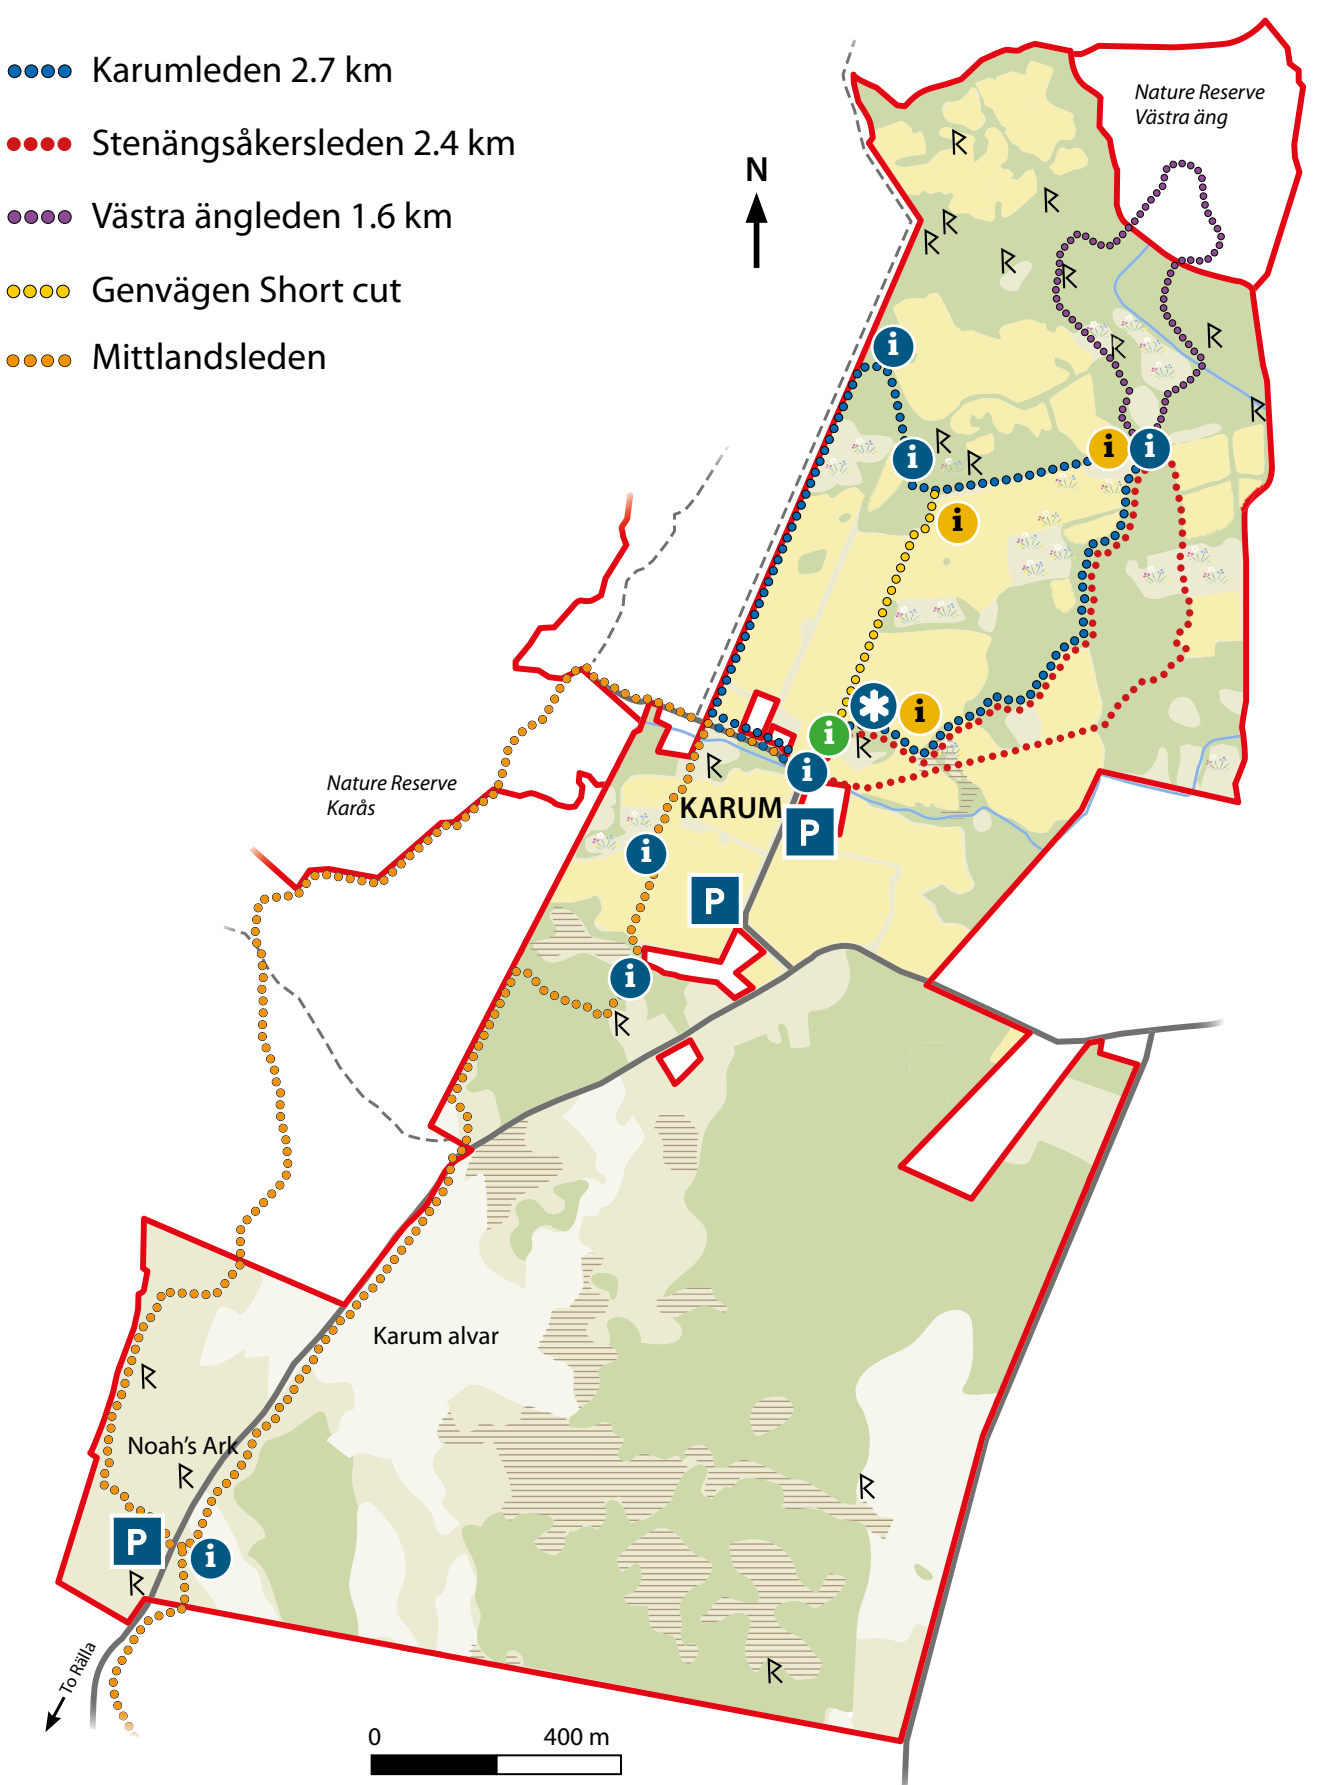 Karumleden 2.7 km
Stenängsåkersleden 2.4 km
Västra ängleden 1.6 km
Genvägen Short cut
Mittlandsleden
N
Nature Reserve
Västra äng
i
i
i
i
i
i
i
i
KARUM
P
Nature Reserve
Karås
i
P
i
Karum alvar
Noah's Ark
P
i
To Rälla
0 400 m